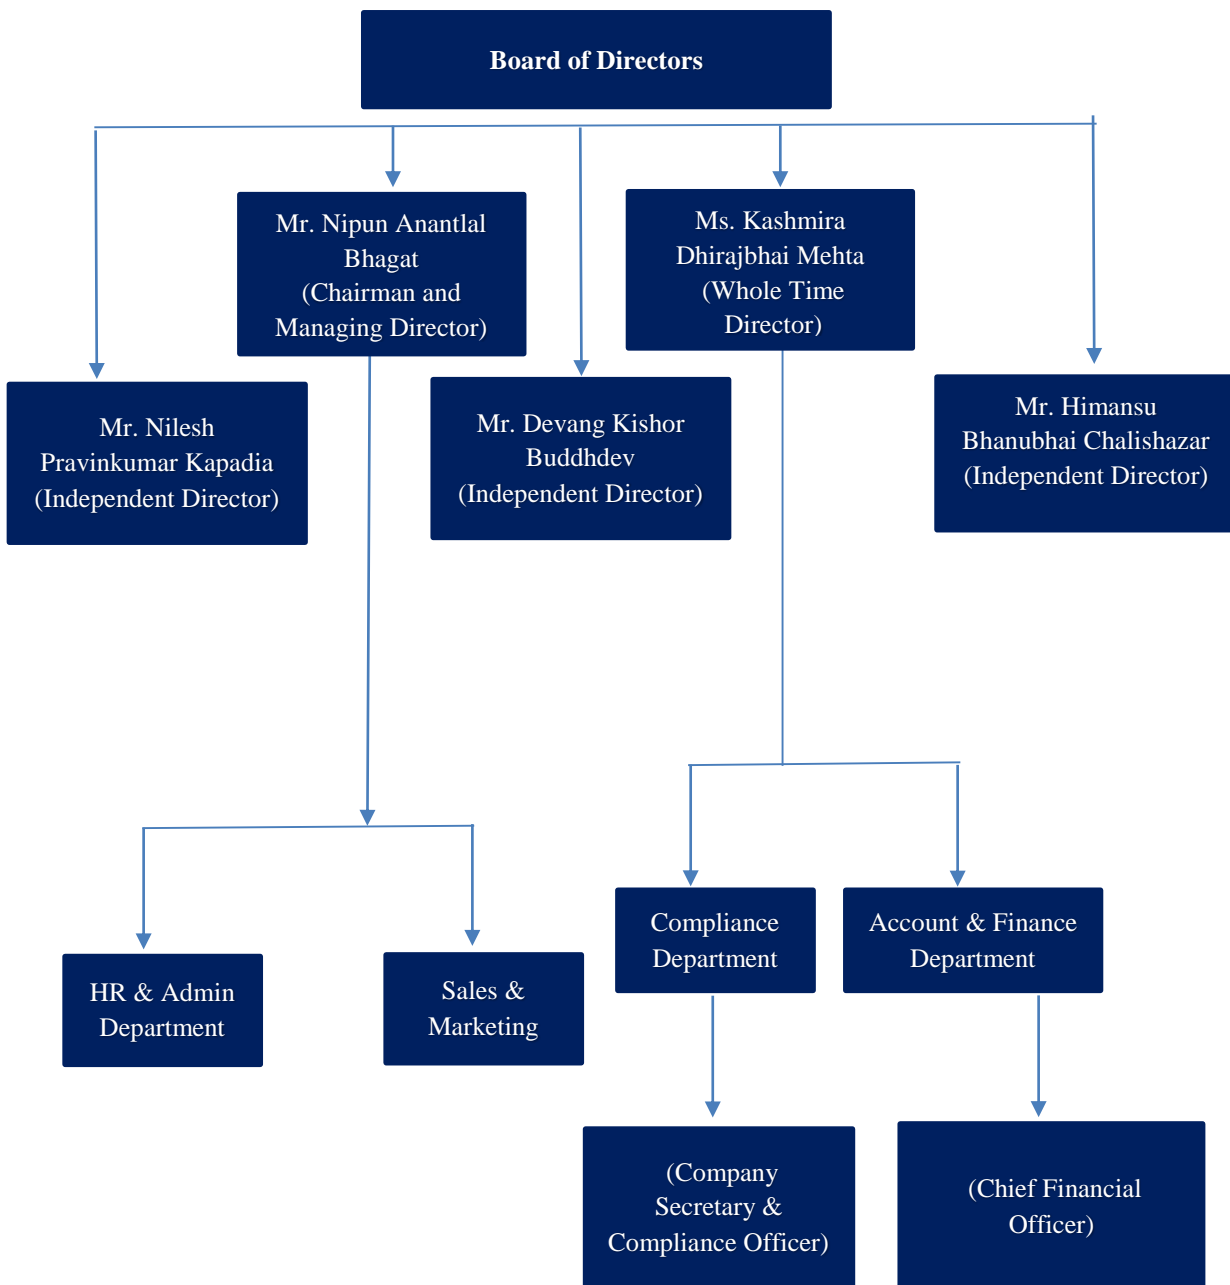 Board of Directors
Mr. Nipun Anantlal
Bhagat
(Chairman and
Managing Director)
Ms. Kashmira
Dhirajbhai Mehta
(Whole Time
Director)
Mr. Nilesh
Pravinkumar Kapadia
(Independent Director)
Mr. Devang Kishor
Buddhdev
(Independent Director)
Mr. Himansu
Bhanubhai Chalishazar
(Independent Director)
HR & Admin
Department
Sales &
Marketing
Compliance
Department
Account & Finance
Department
(Company
Secretary &
Compliance Officer)
(Chief Financial
Officer)